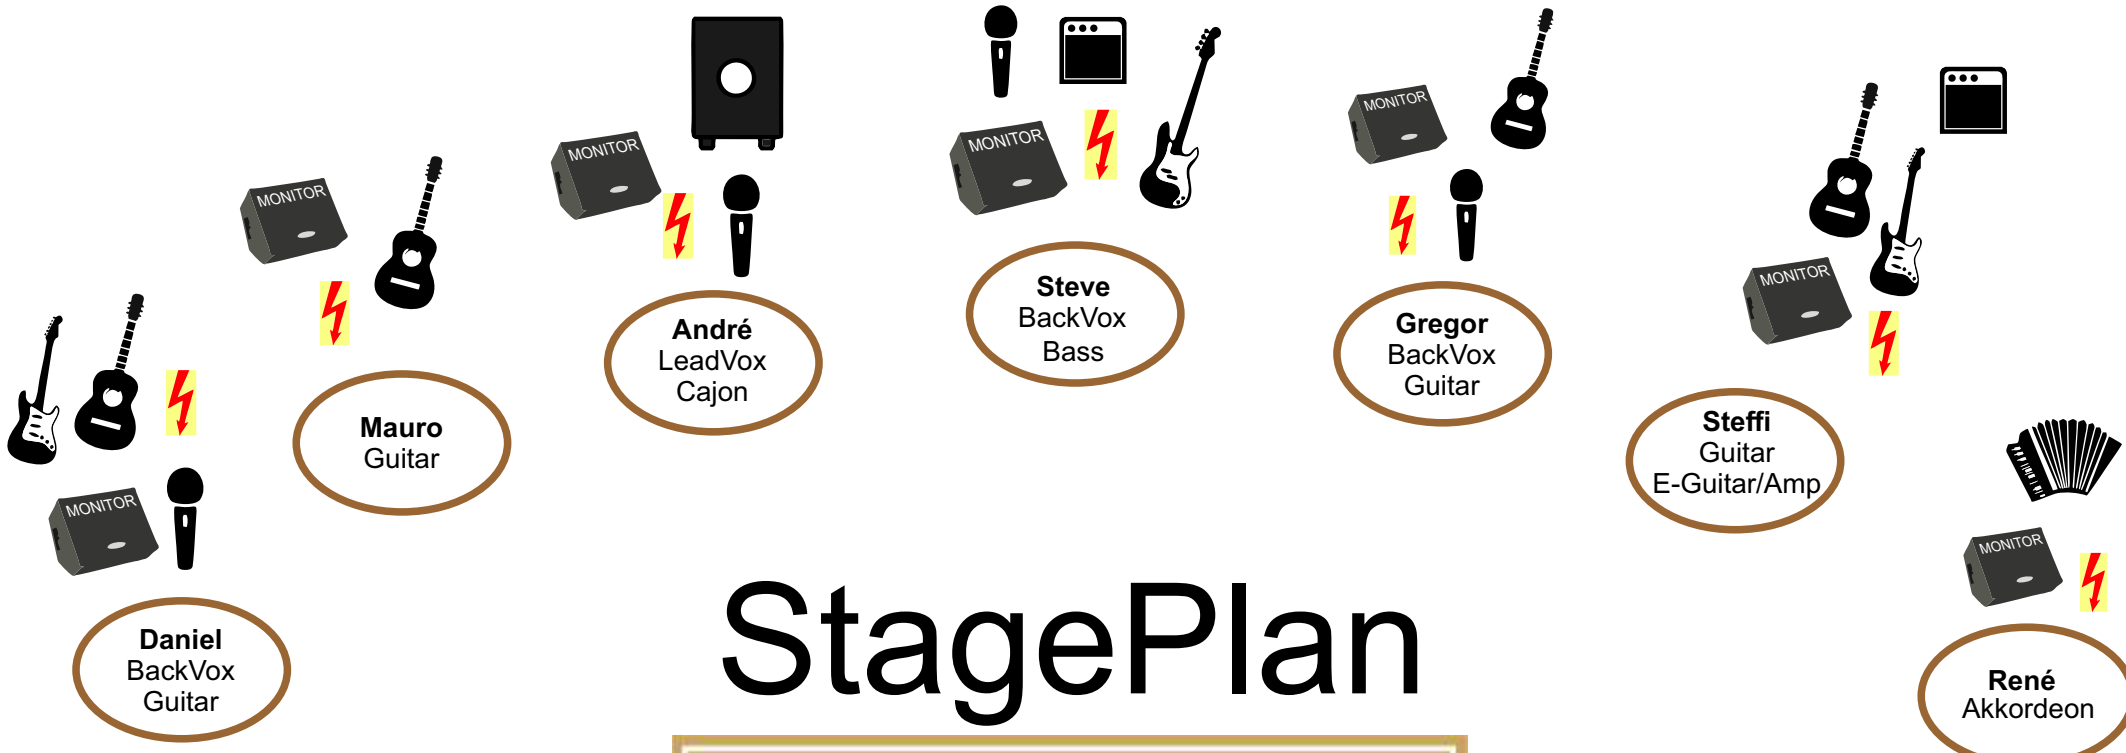 MONITOR
Daniel
BackVox
Guitar
MONITOR
Mauro
Guitar
MONITOR
André
LeadVox
Cajon
MONITOR
Steve
BackVox
Bass
MONITOR
Gregor
BackVox
Guitar
MONITOR
Steffi
Guitar
E-Guitar/Amp
MONITOR
René
Akkordeon
StagePlan